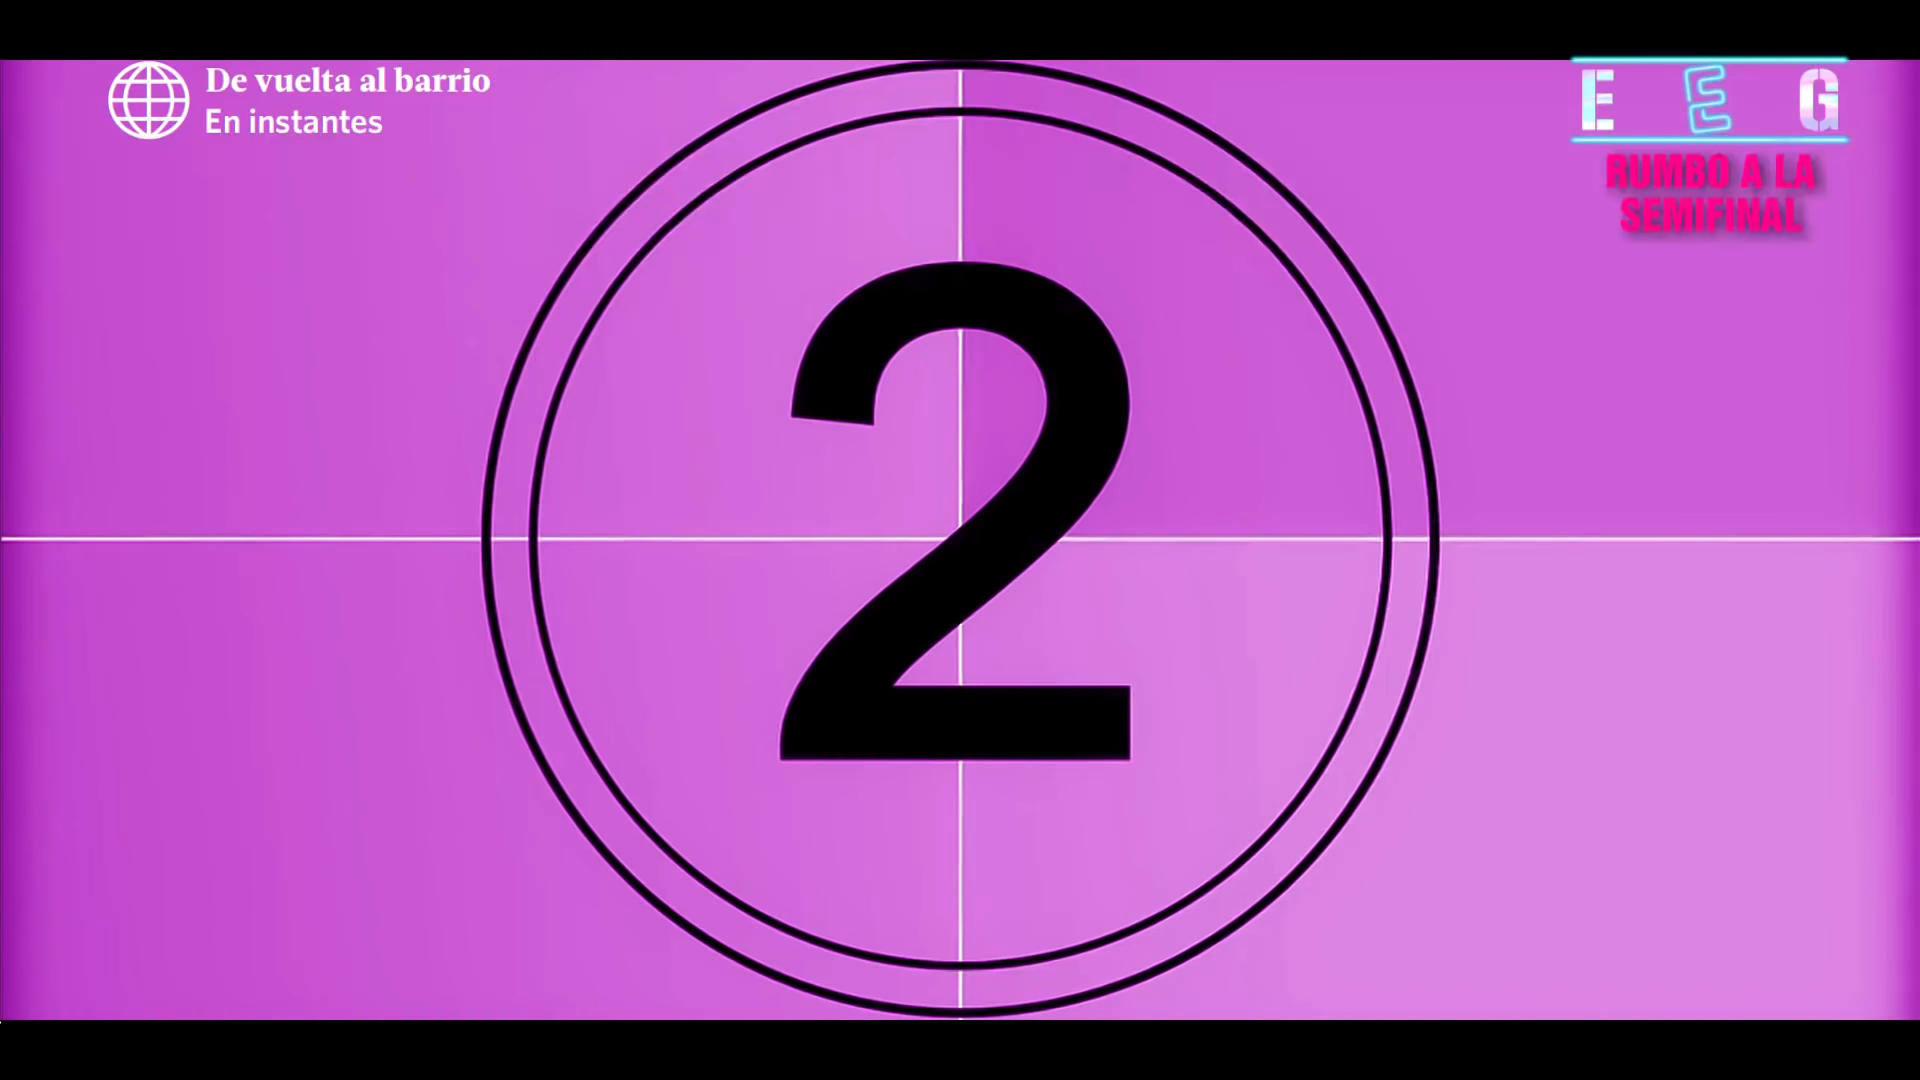 De vuelta al barrio
En instantes
E E G
RUMBO A LA
SEMIFINAL
2